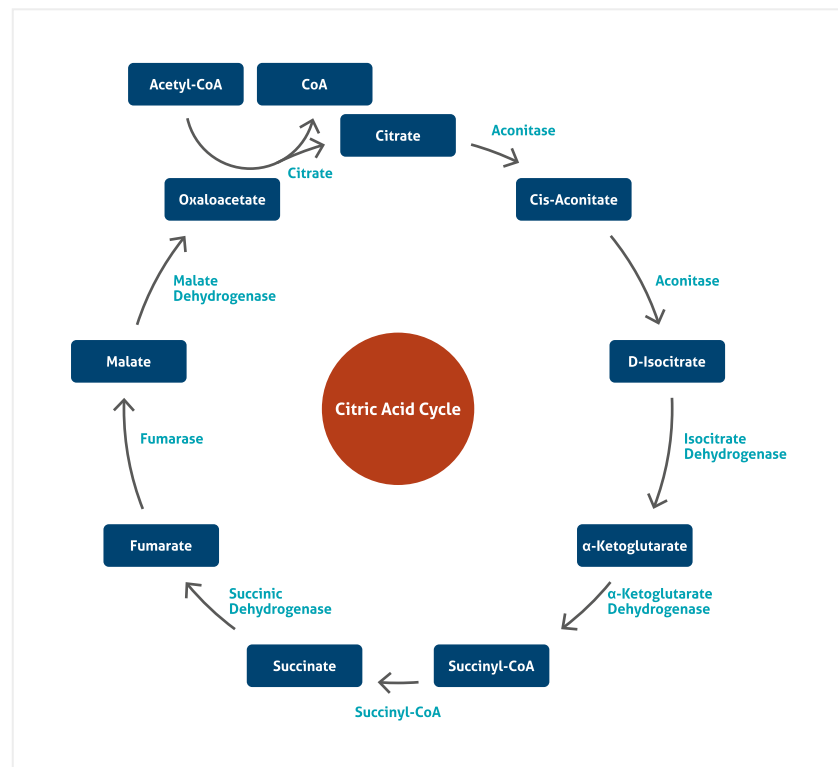 Acetyl-CoA
CoA
Citrate
Aconitase
Citrate
Oxaloacetate
Cis-Aconitate
Malate
Dehydrogenase
Aconitase
Malate
D-Isocitrate
Citric Acid Cycle
Fumarase
Isocitrate
Dehydrogenase
Fumarate
α-Ketoglutarate
Succinic
Dehydrogenase
α-Ketoglutarate
Dehydrogenase
Succinate
Succinyl-CoA
Succinyl-CoA